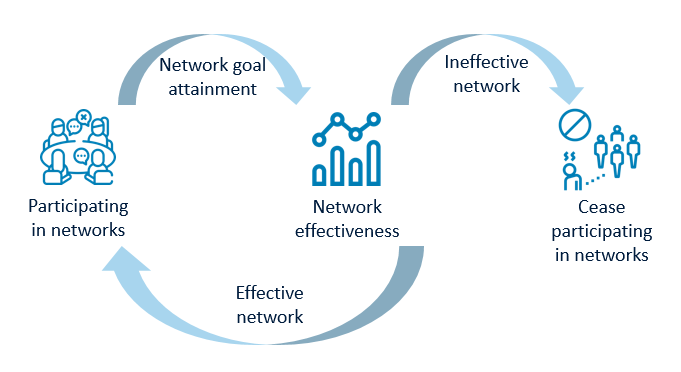 Network goal
attainment
Ineffective
network
Participating
in networks
Network
effectiveness
Cease
participating
in networks
Effective
network